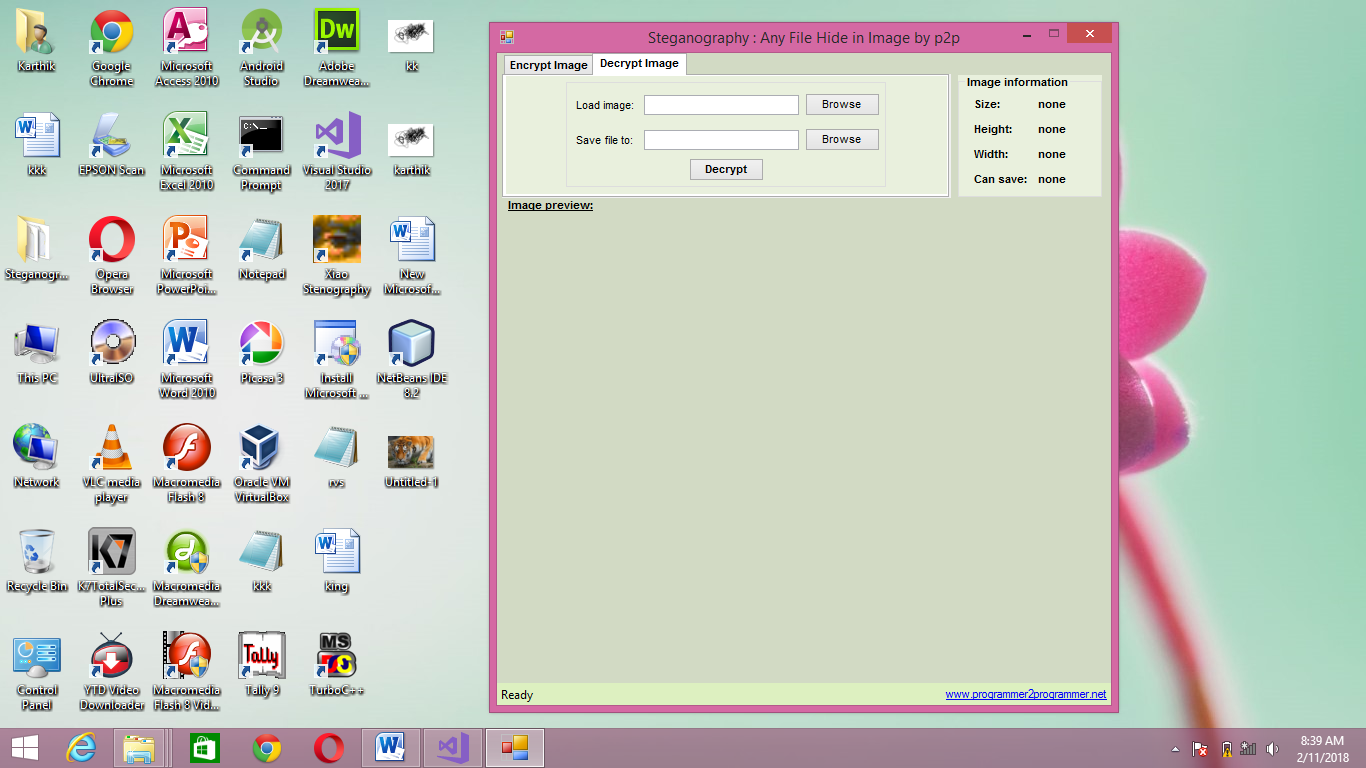 Karthik
Google
Chrome
Microsoft
Access 2010
Android
Studio
Dw
Adobe
Dreamwea...
kk
kkk
EPSON Scan
Microsoft
Excel 2010
C:\._
Command
Prompt
Visual Studio
2017
karthik
Steganogr...
Opera
Browser
Microsoft
PowerPoi...
Notepad
Xiao
Stenography
New
Microsof...
This PC
UltraISO
Microsoft
Word 2010
Picasa 3
Install
Microsoft ...
NetBeans IDE
8.2
Network
VLC media
player
Macromedia
Flash 8
Oracle VM
VirtualBox
rvs
Untitled-1
Recycle Bin
K7
K7TotalSec...
Plus
Macromedia
Dreamwea...
kkk
king
Control
Panel
YTD Video
Downloader
Macromedia
Flash 8 Vid...
Tally
Tally 9
MS
TurboC++
Steganography : Any File Hide in Image by p2p
Encrypt Image
Decrypt Image
Load image:
Browse
Save file to:
Browse
Decrypt
Image information
Size: none
Height: none
Width: none
Can save: none
Image preview:
Ready
www.programmer2programmer.net
8:39 AM
2/11/2018